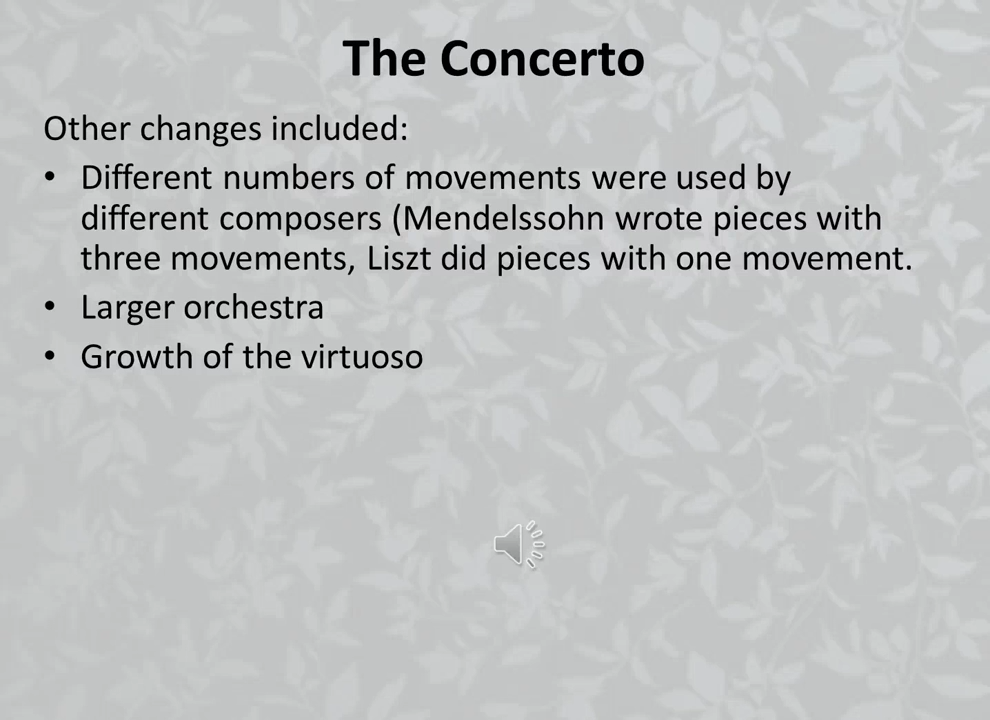 The Concerto
Other changes included:
• Different numbers of movements were used by
different composers (Mendelssohn wrote pieces with
three movements, Liszt did pieces with one movement.
• Larger orchestra
• Growth of the virtuoso